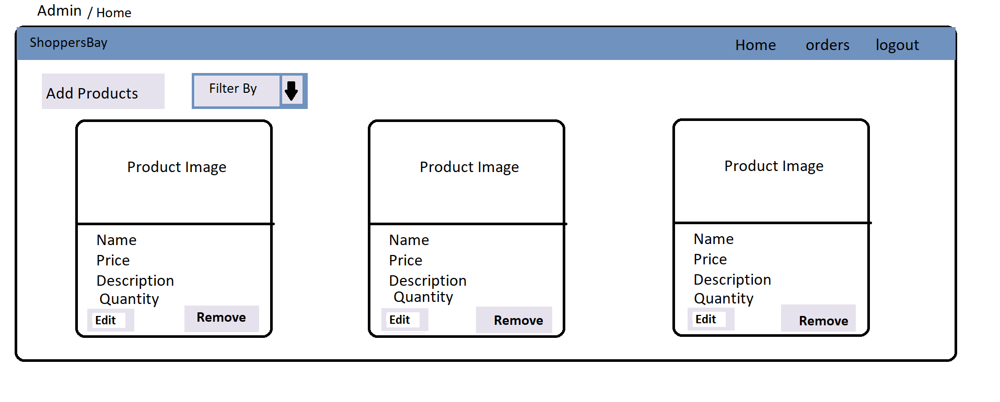 Admin / Home
ShoppersBay Home orders logout
Add Products Filter By
Product Image
Name
Price
Description
Quantity
Edit Remove
Product Image
Name
Price
Description
Quantity
Edit Remove
Product Image
Name
Price
Description
Quantity
Edit Remove